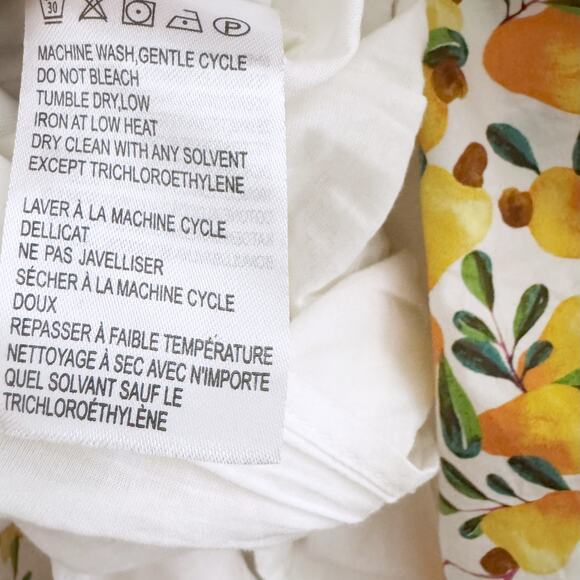 30 P
MACHINE WASH,GENTLE CYCLE
DO NOT BLEACH
TUMBLE DRY,LOW
IRON AT LOW HEAT
DRY CLEAN WITH ANY SOLVENT
EXCEPT TRICHLOROETHYLENE
LAVER À LA MACHINE CYCLE
DELLICAT
NE PAS JAVELLISER
SÉCHER À LA MACHINE CYCLE
DOUX
REPASSER À FAIBLE TEMPÉRATURE
NETTOYAGE À SEC AVEC N'IMPORTE
QUEL SOLVANT SAUF LE
TRICHLOROÉTHYLÈNE